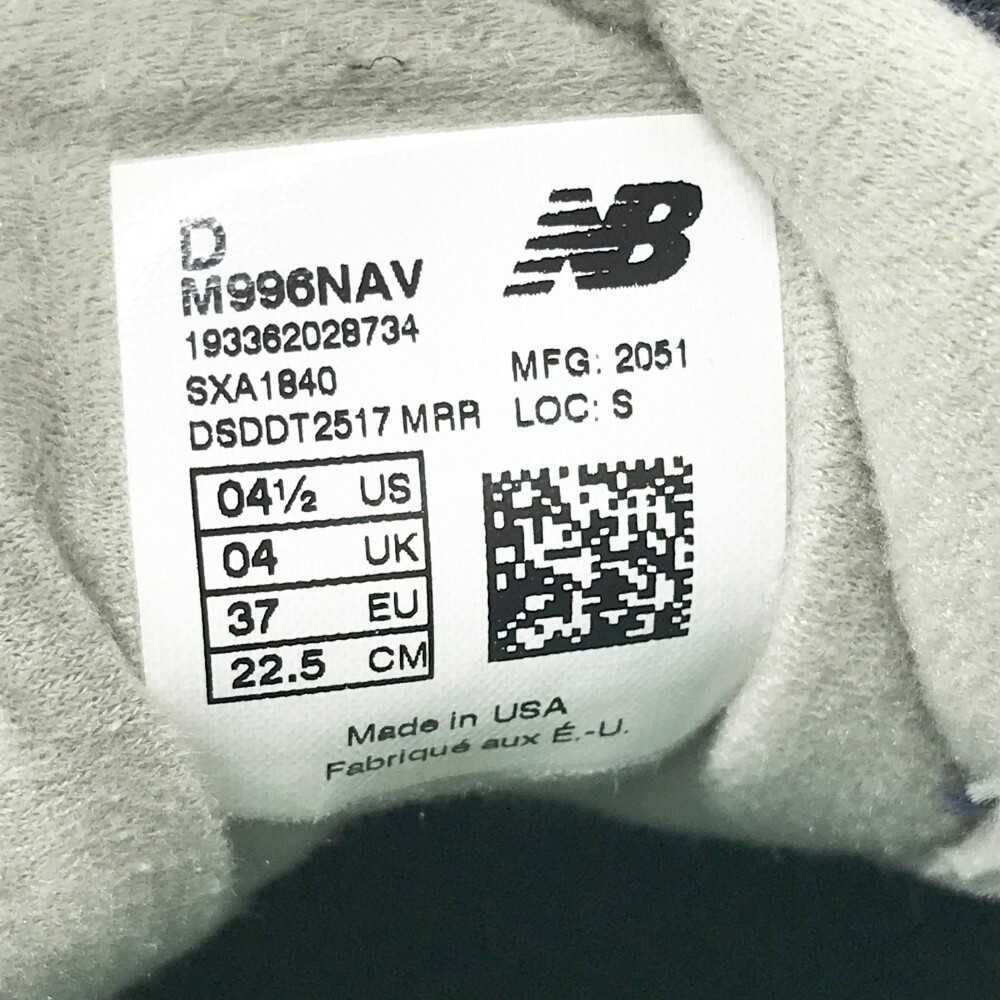 NB
D
M996NAV
193362028734
SXA1840
DSDDT2517 MRR
MFG: 2051
LOC: S
04½ US
04 UK
37 EU
22.5 CM
Made in USA
Fabriqué aux É.-U.